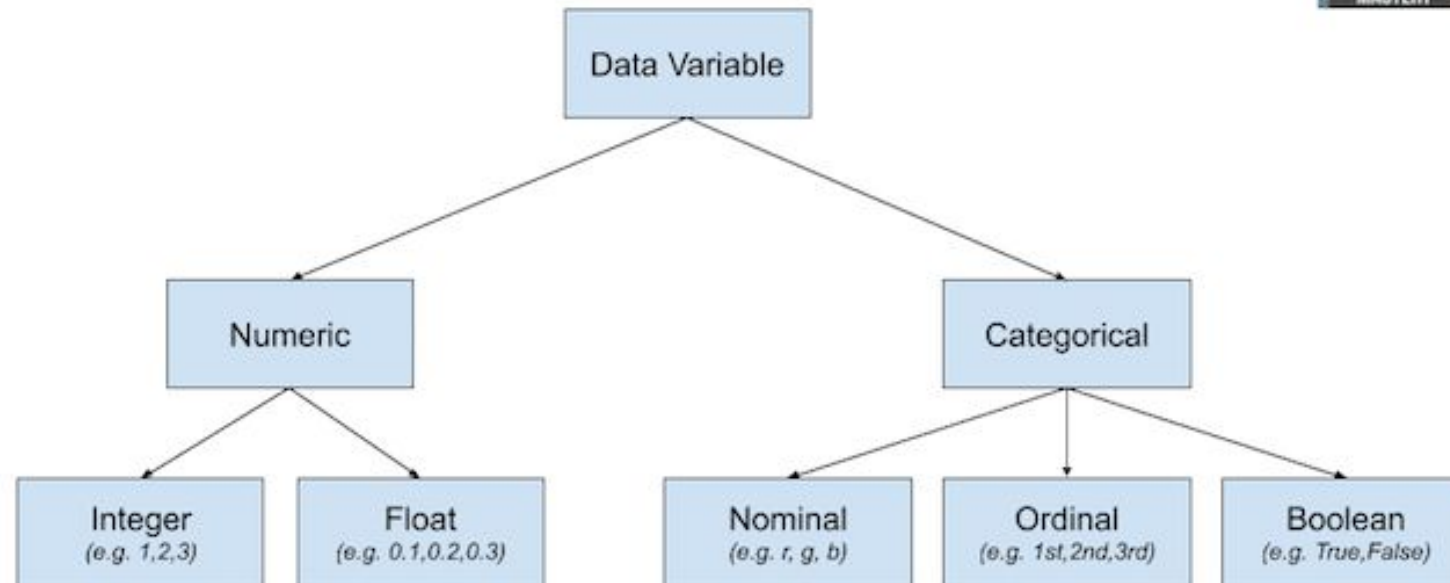 Data Variable
Numeric
Categorical
Integer
(e.g. 1,2,3)
Float
(e.g. 0.1,0.2,0.3)
Nominal
(e.g. r, g, b)
Ordinal
(e.g. 1st,2nd,3rd)
Boolean
(e.g. True,False)